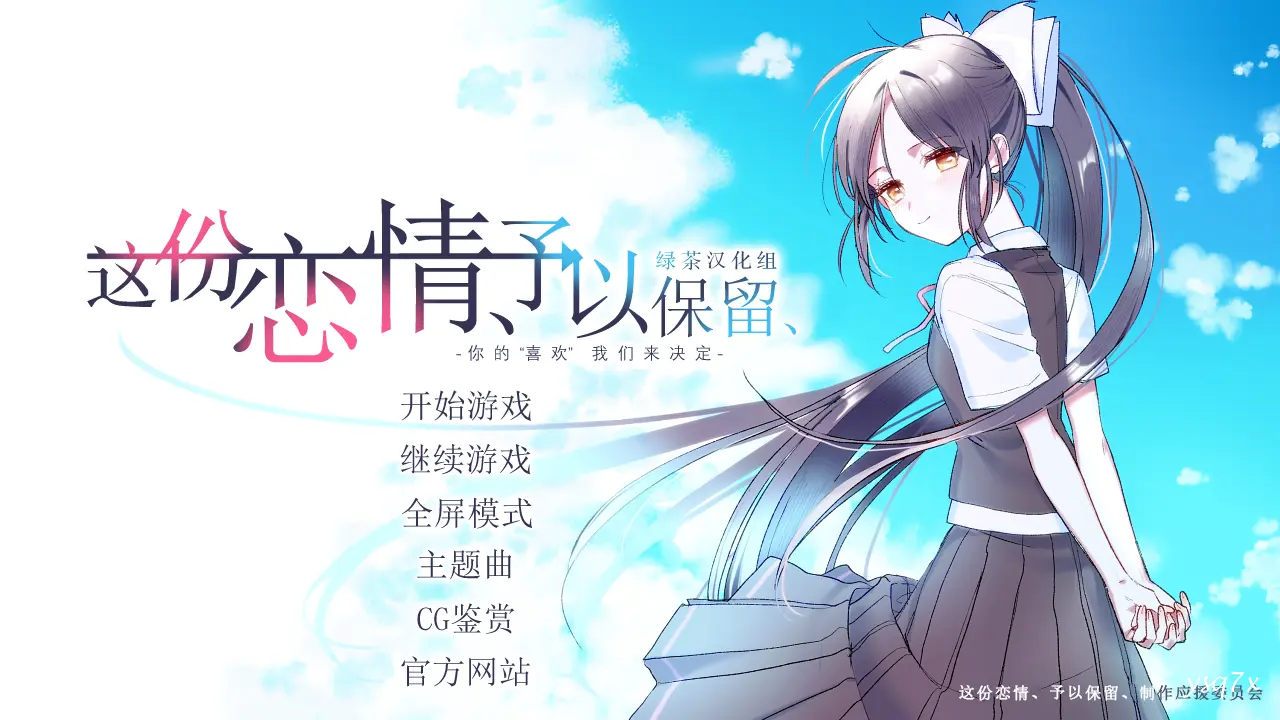 这份恋情予以保留、
绿茶汉化组
-你的“喜欢” 我们来决定-
开始游戏
继续游戏
全屏模式
主题曲
CG鉴赏
官方网站
这份恋情、予以保留、制作应援委员会